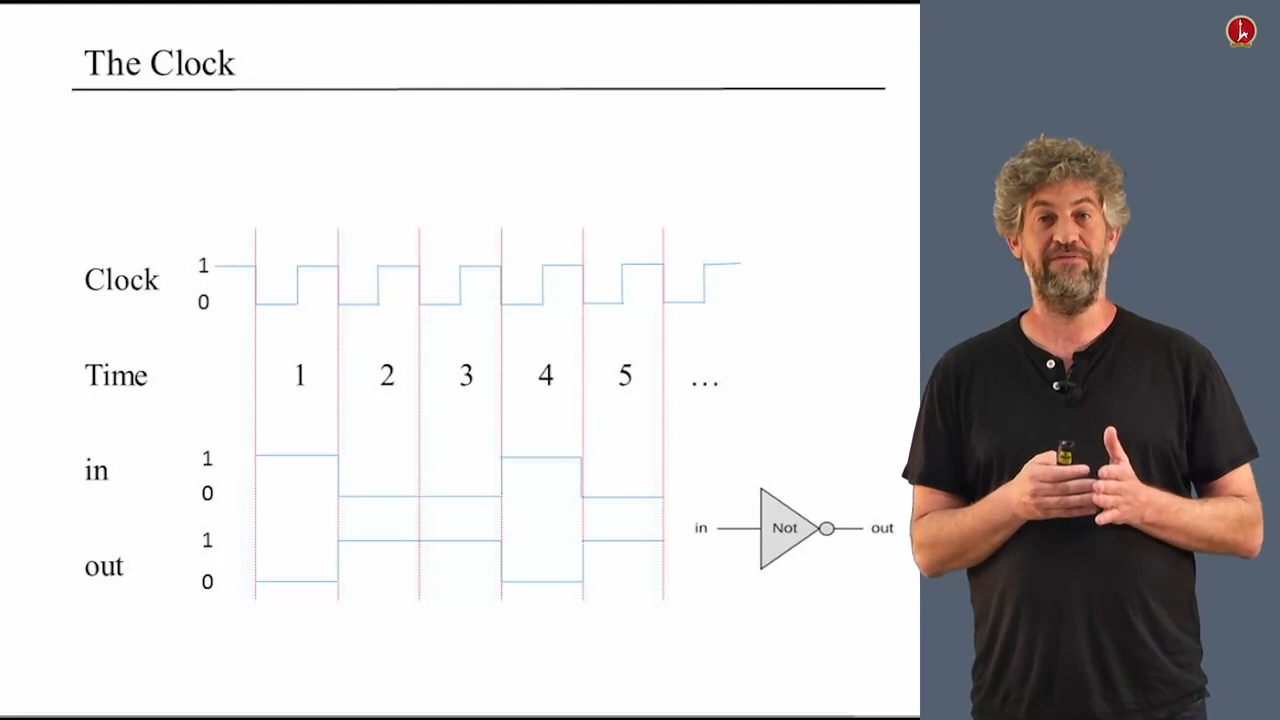 The Clock
Clock 1
0
Time 1 2 3 4 5 ...
in 1
0
out 1
0
in Not out